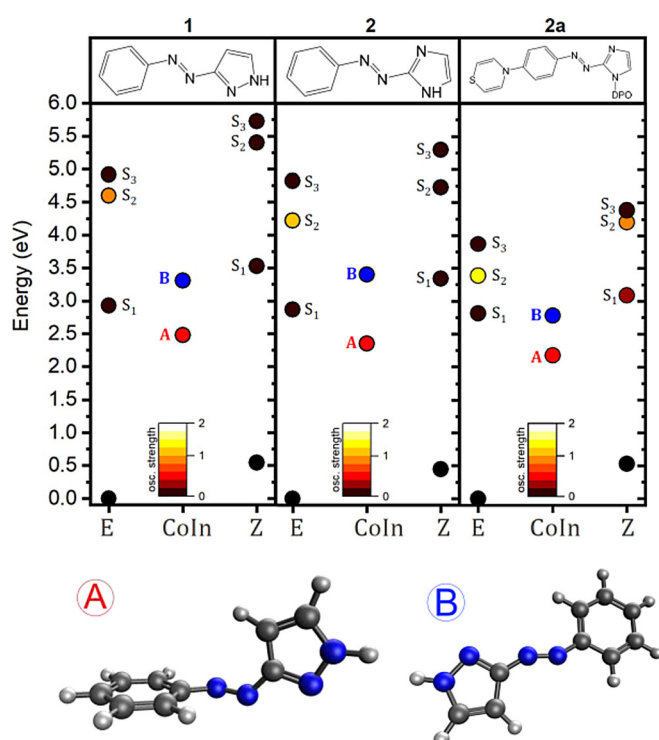 1 2 2a
N N N NH
N N N NH
S N N N N N DPO
Energy (eV)
6.0
5.5
5.0
4.5
4.0
3.5
3.0
2.5
2.0
1.5
1.0
0.5
0.0
S3 S2 S1 B A S3 S2 S1
S3 S2 S1 B A S3 S2 S1
S3 S2 S1 B A S3 S2 S1
osc. strength 2 1 0
osc. strength 2 1 0
osc. strength 2 1 0
E CoIn Z E CoIn Z E CoIn Z
A B